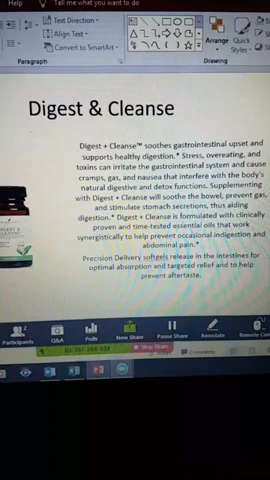 Help
Tell me what you want to do
Text Direction
Align Text
Convert to SmartArt
Arrange
Quick
Styles
Paragraph
Drawing
Digest & Cleanse
Digest + Cleanse™ soothes gastrointestinal upset and
supports healthy digestion.* Stress, overeating, and
toxins can irritate the gastrointestinal system and cause
cramps, gas, and nausea that interfere with the body's
natural digestive and detox functions. Supplementing
with Digest + Cleanse will soothe the bowel, prevent gas,
and stimulate stomach secretions, thus aiding
digestion.* Digest + Cleanse is formulated with clinically
proven and time-tested essential oils that work
synergistically to help prevent occasional indigestion and
abdominal pain.*
Precision Delivery softgels release in the intestines for
optimal absorption and targeted relief and to help
prevent aftertaste.
Participants
Q&A
Polls
New Share
Pause Share
Annotate
Remote Con
Stop Share
Comments